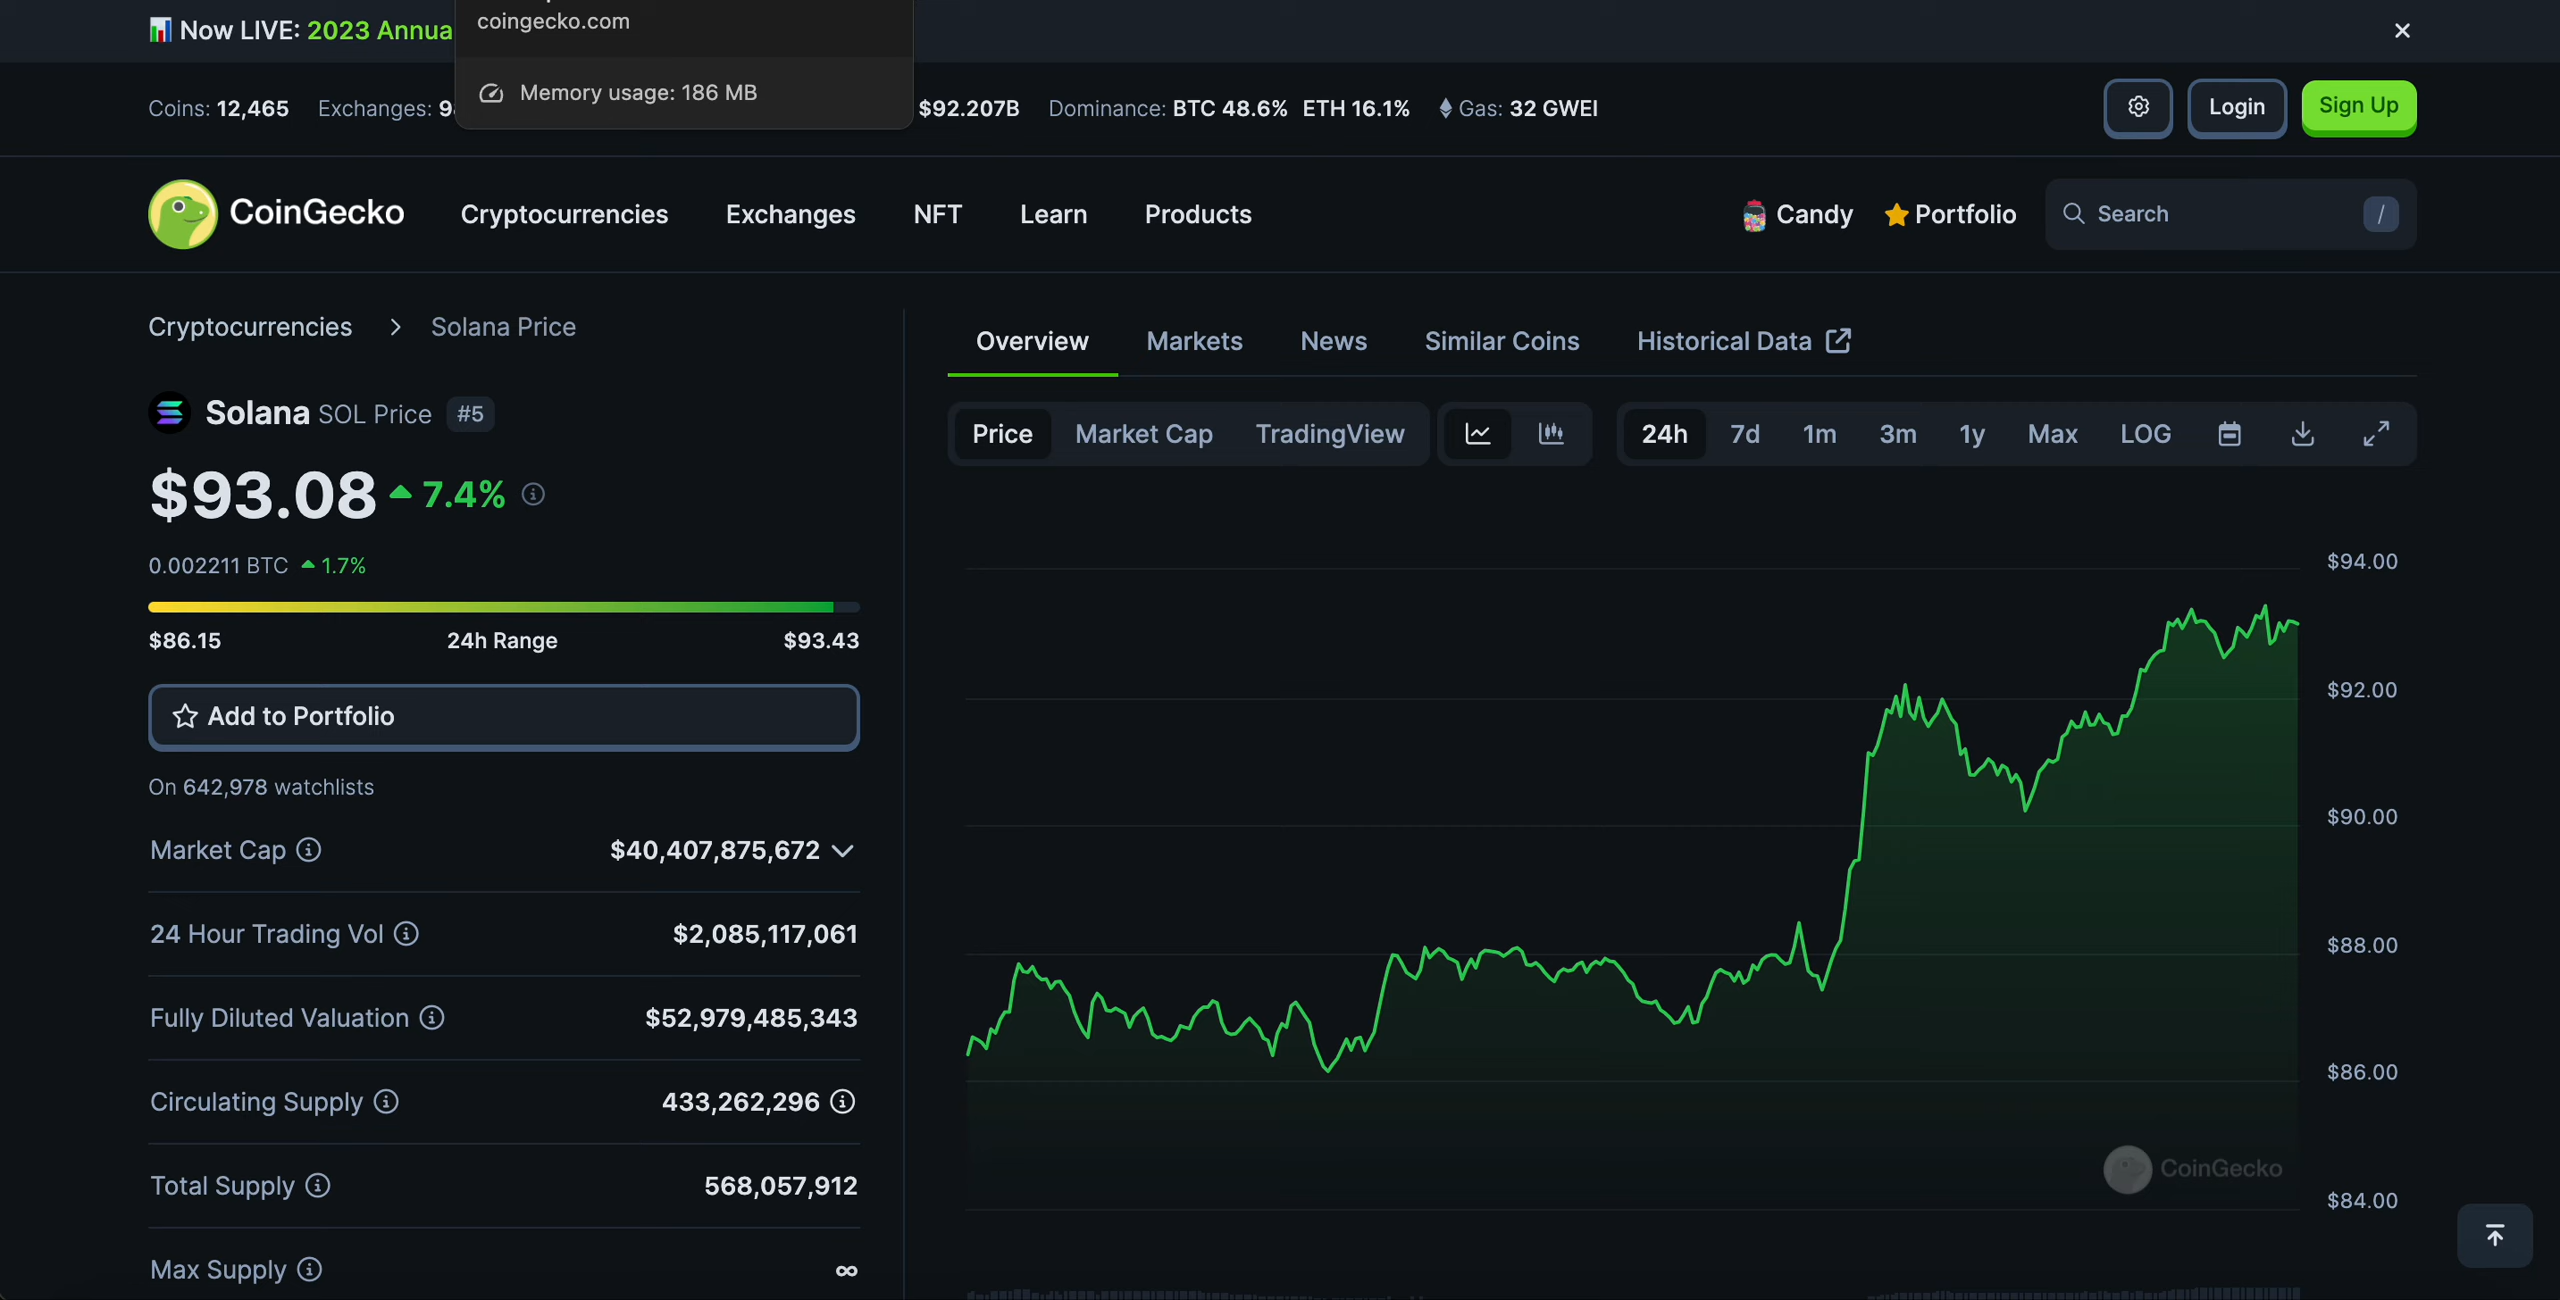 Now LIVE: 2023 Annua
coingecko.com
Memory usage: 186 MB
Coins: 12,465 Exchanges: $92.207B Dominance: BTC 48.6% ETH 16.1% Gas: 32 GWEI
Login
Sign Up
CoinGecko
Cryptocurrencies Exchanges NFT Learn Products
Candy Portfolio Search /
Cryptocurrencies > Solana Price
Solana SOL Price #5
$93.08 7.4%
0.002211 BTC 1.7%
$86.15 24h Range $93.43
Add to Portfolio
On 642,978 watchlists
Market Cap $40,407,875,672
24 Hour Trading Vol $2,085,117,061
Fully Diluted Valuation $52,979,485,343
Circulating Supply 433,262,296
Total Supply 568,057,912
Max Supply ∞
Overview Markets News Similar Coins Historical Data
Price Market Cap TradingView
24h 7d 1m 3m 1y Max LOG
$94.00
$92.00
$90.00
$88.00
$86.00
$84.00
CoinGecko